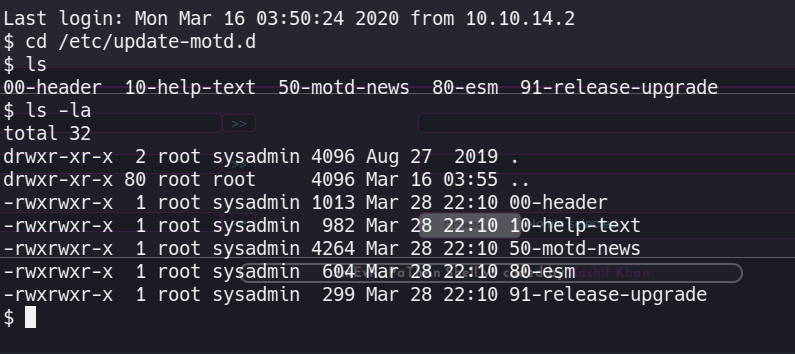 Last login: Mon Mar 16 03:50:24 2020 from 10.10.14.2
$ cd /etc/update-motd.d
$ ls
00-header  10-help-text  50-motd-news  80-esm  91-release-upgrade
$ ls -la
total 32
drwxr-xr-x  2 root sysadmin 4096 Aug 27  2019 .
drwxr-xr-x 80 root root     4096 Mar 16 03:55 ..
-rwxrwxr-x  1 root sysadmin 1013 Mar 28 22:10 00-header
-rwxrwxr-x  1 root sysadmin  982 Mar 28 22:10 10-help-text
-rwxrwxr-x  1 root sysadmin 4264 Mar 28 22:10 50-motd-news
-rwxrwxr-x  1 root sysadmin  604 Mar 28 22:10 80-esm
-rwxrwxr-x  1 root sysadmin  299 Mar 28 22:10 91-release-upgrade
$
>>
>>
Khan